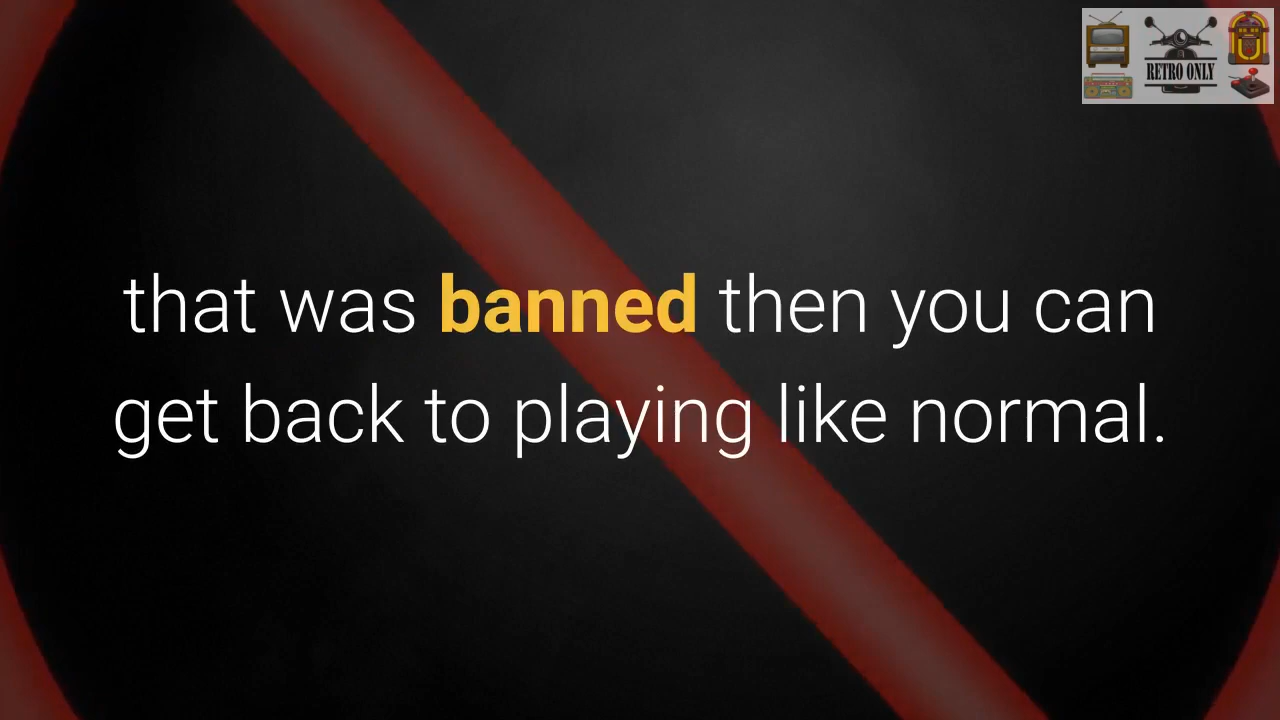 RETRO ONLY
that was banned then you can
get back to playing like normal.